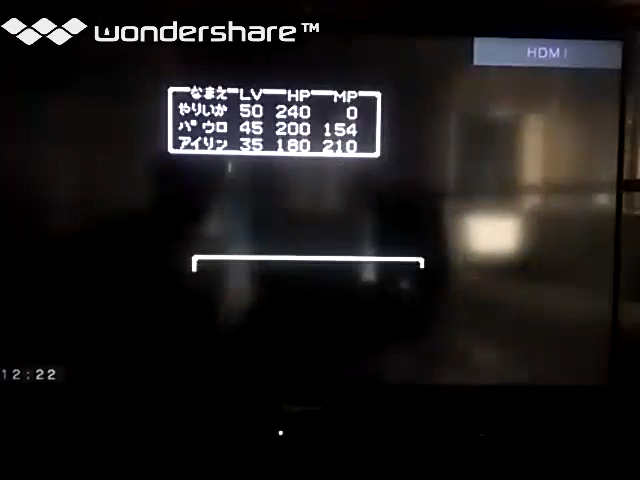 wondershare™
HDMI
なまえ LV HP MP
やりいか 50 240 0
パウロ 45 200 154
アイリン 35 180 210
12:22